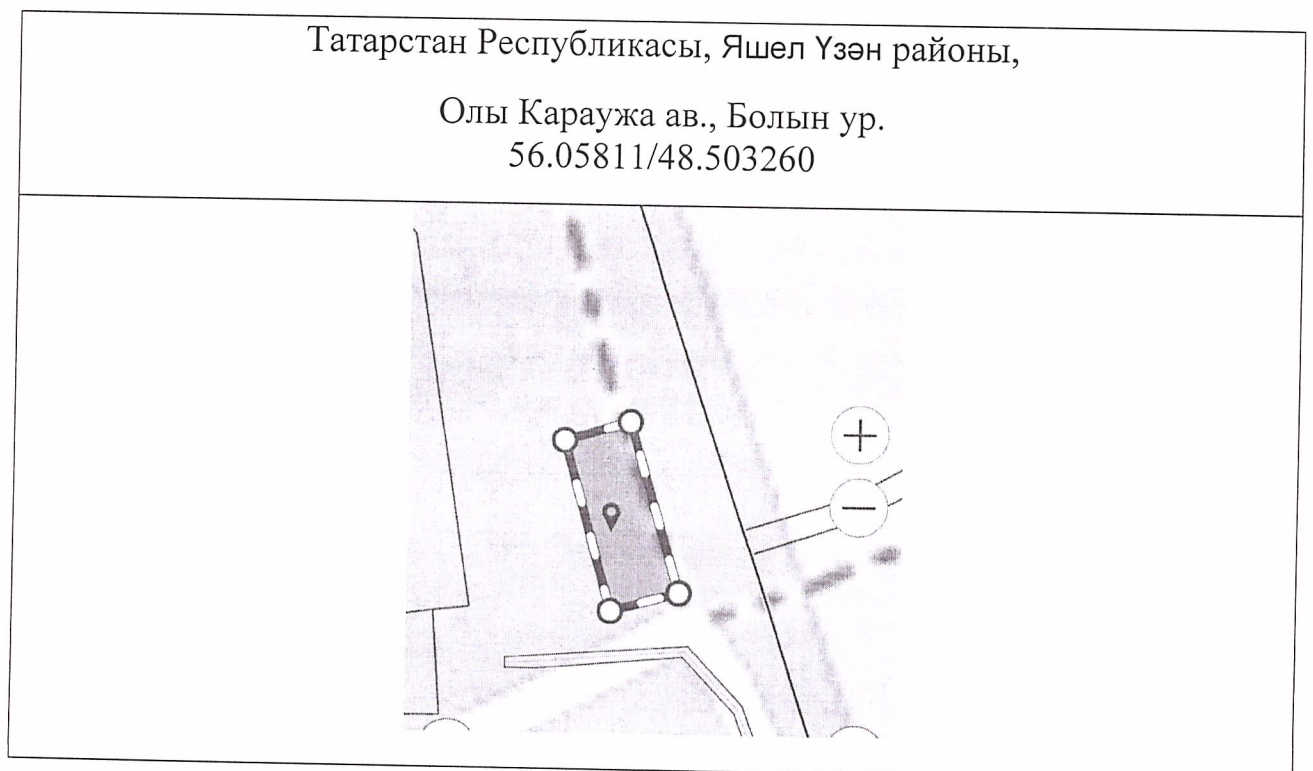 Татарстан Республикасы, Яшел Үзән районы,
Олы Караужа ав., Болын ур.
56.05811/48.503260